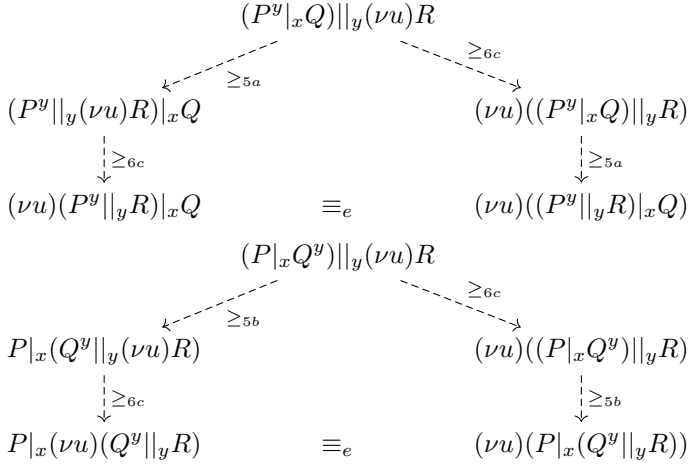 (P^y|_xQ)||_y(νu)R
≥_{5a} ≥_{6c}
(P^y||_y(νu)R)|_xQ (νu)((P^y|_xQ)||_yR)
≥_{6c} ≥_{5a}
(νu)(P^y||_yR)|_xQ ≡_e (νu)((P^y||_yR)|_xQ)
(P|_xQ^y)||_y(νu)R
≥_{5b} ≥_{6c}
P|_x(Q^y||_y(νu)R) (νu)((P|_xQ^y)||_yR)
≥_{6c} ≥_{5b}
P|_x(νu)(Q^y||_yR) ≡_e (νu)(P|_x(Q^y||_yR))